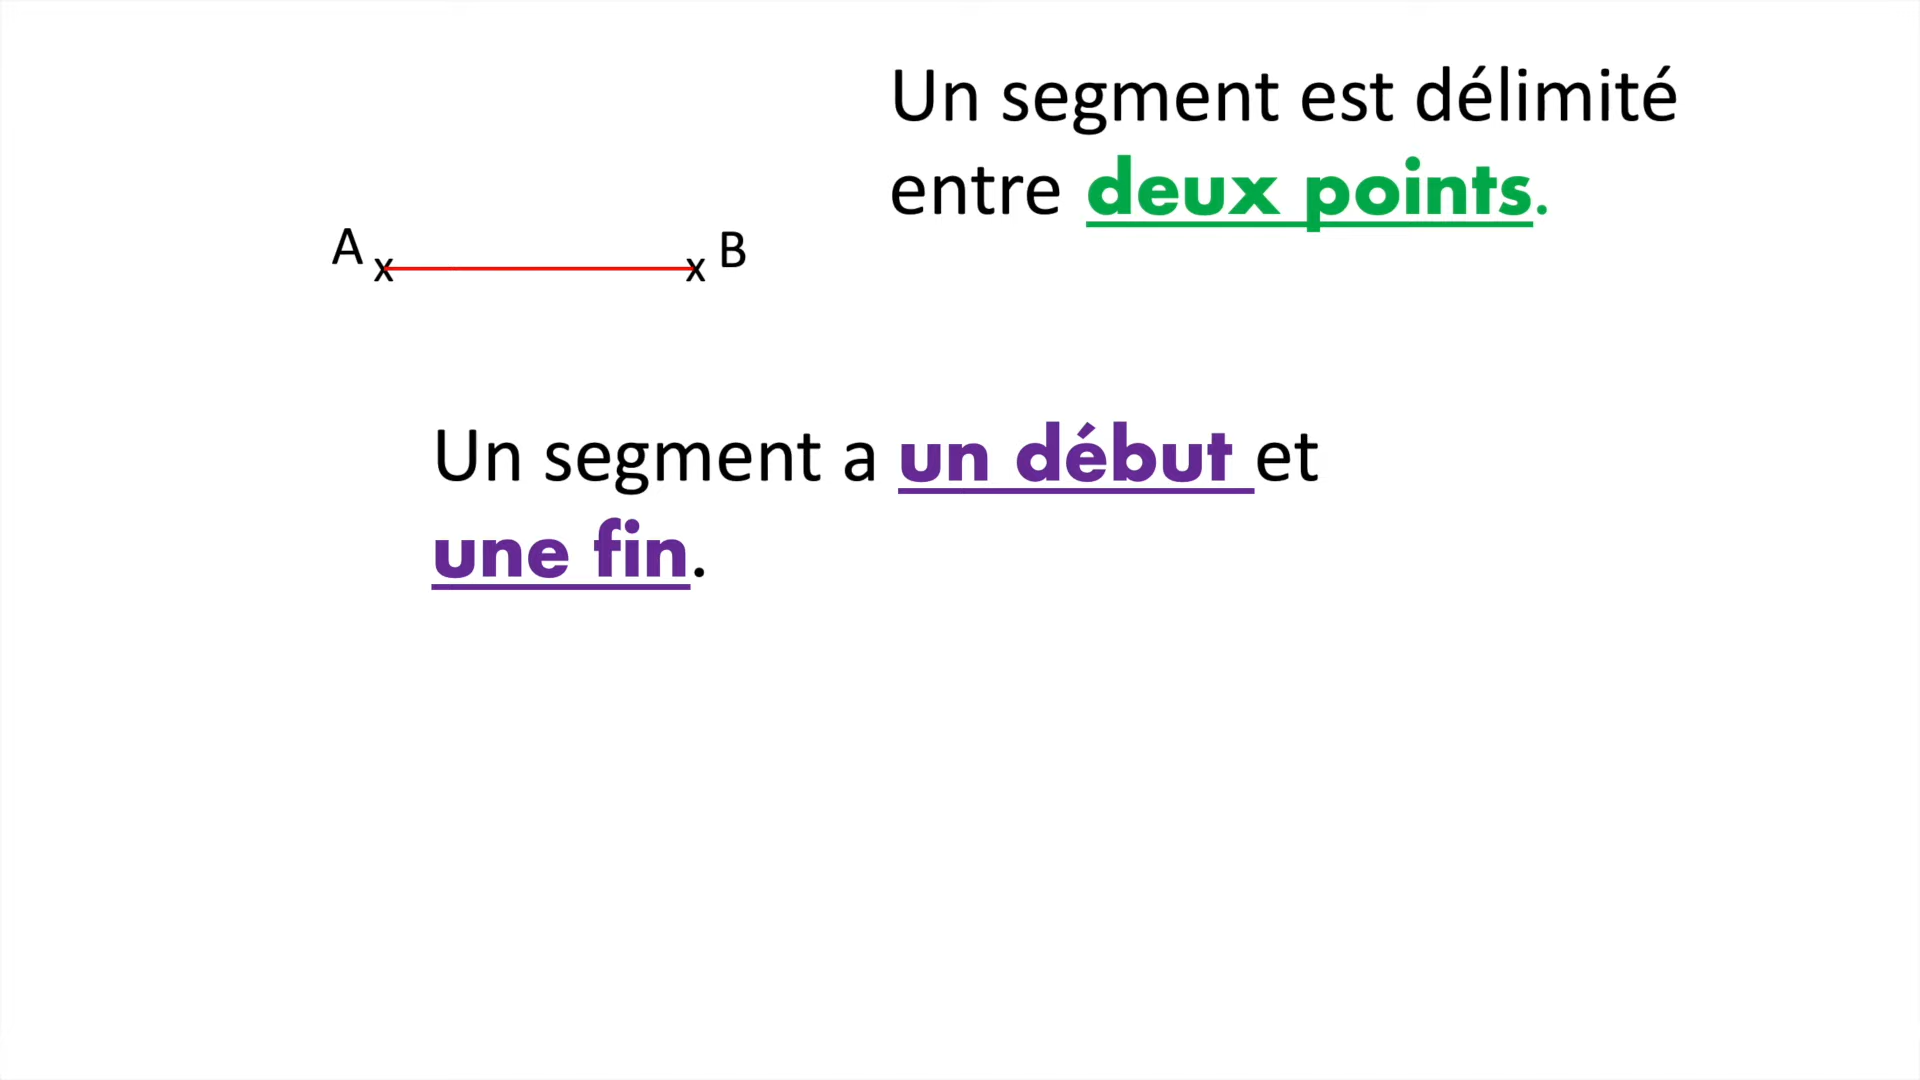 Un segment est délimité
entre deux points.
A x x B
Un segment a un début et
une fin.